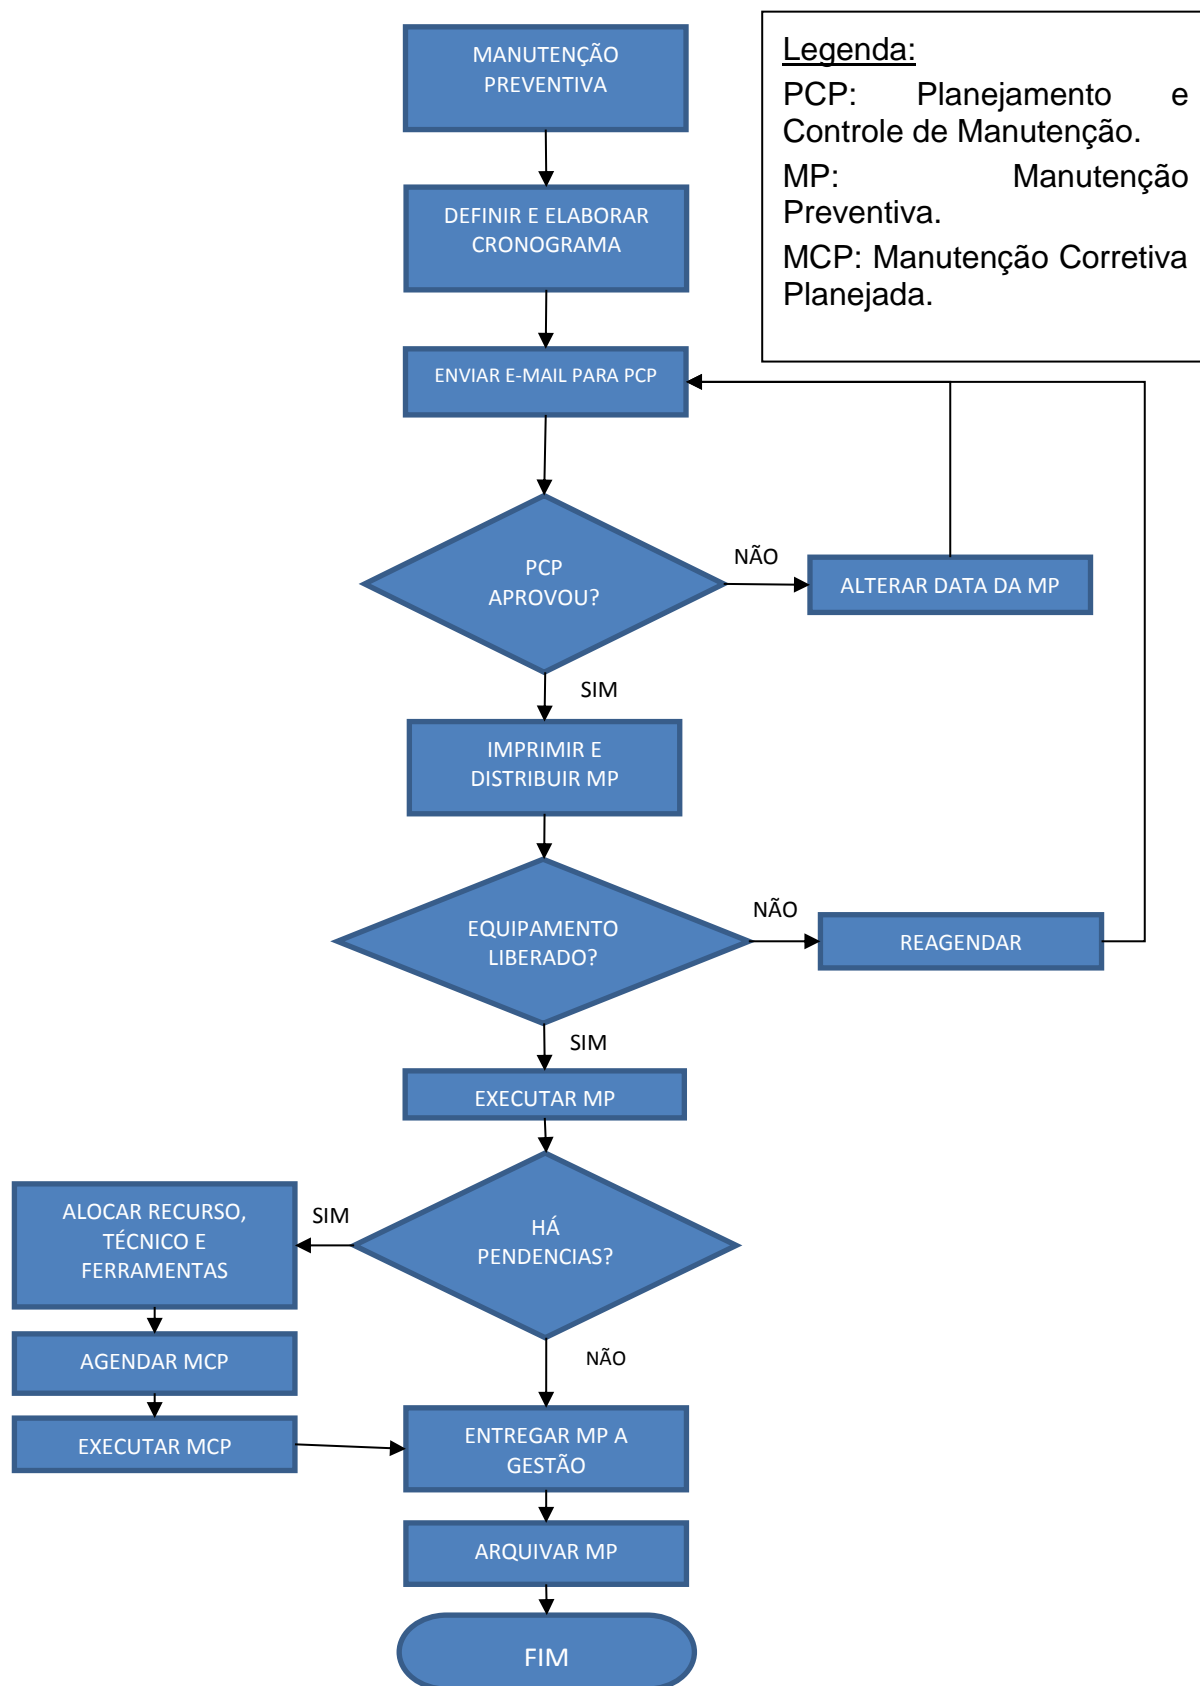 MANUTENÇÃO
PREVENTIVA
Legenda:
PCP: Planejamento e
Controle de Manutenção.
MP: Manutenção
Preventiva.
MCP: Manutenção Corretiva
Planejada.
DEFINIR E ELABORAR
CRONOGRAMA
ENVIAR E-MAIL PARA PCP
PCP
APROVOU?
NÃO
ALTERAR DATA DA MP
SIM
IMPRIMIR E
DISTRIBUIR MP
EQUIPAMENTO
LIBERADO?
NÃO
REAGENDAR
SIM
EXECUTAR MP
HÁ
PENDENCIAS?
SIM
ALOCAR RECURSO,
TÉCNICO E
FERRAMENTAS
AGENDAR MCP
EXECUTAR MCP
NÃO
ENTREGAR MP A
GESTÃO
ARQUIVAR MP
FIM